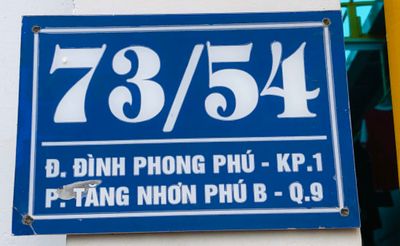 73/54
Đ. ĐÌNH PHONG PHÚ - KP.1
P. TĂNG NHƠN PHÚ B - Q.9